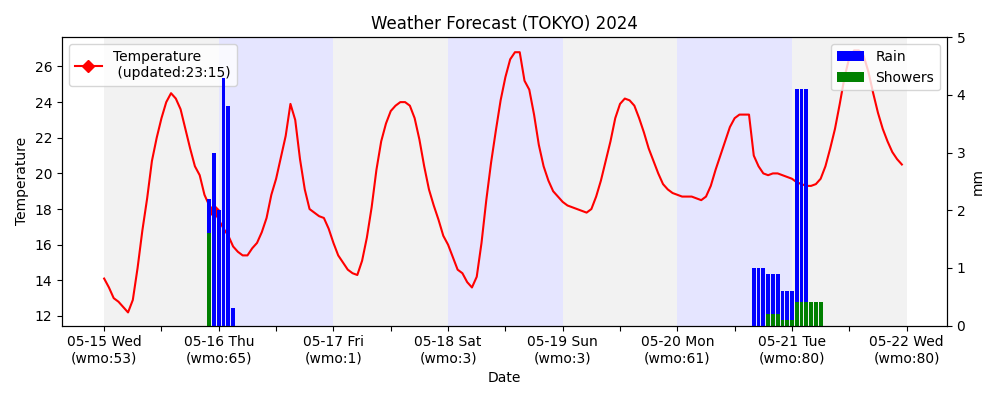 Weather Forecast (TOKYO) 2024
Temperature
(updated:23:15)
Rain
Showers
Temperature
26
24
22
20
18
16
14
12
5
4
3
2
1
0
mm
05-15 Wed
(wmo:53)
05-16 Thu
(wmo:65)
05-17 Fri
(wmo:1)
05-18 Sat
(wmo:3)
05-19 Sun
(wmo:3)
05-20 Mon
(wmo:61)
05-21 Tue
(wmo:80)
05-22 Wed
(wmo:80)
Date